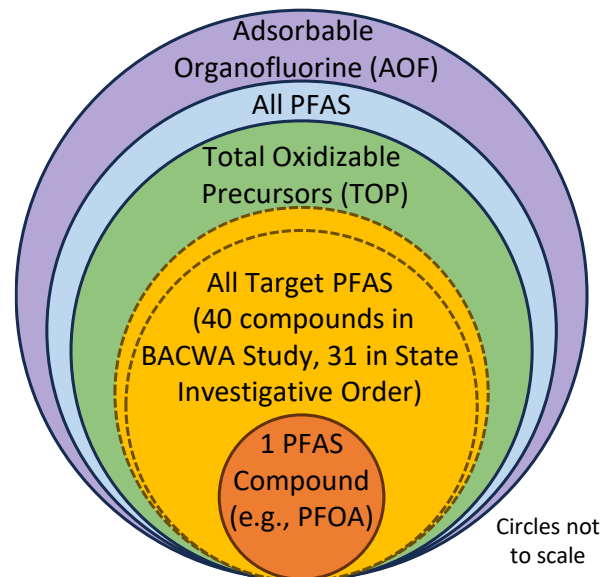 Adsorbable
Organofluorine (AOF)
All PFAS
Total Oxidizable
Precursors (TOP)
All Target PFAS
(40 compounds in
BACWA Study, 31 in State
Investigative Order)
1 PFAS
Compound
(e.g., PFOA)
Circles not
to scale